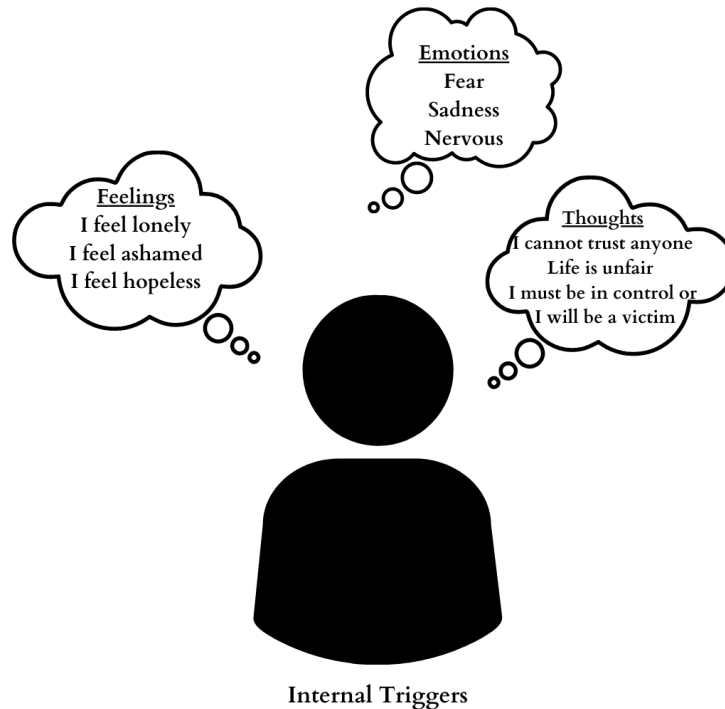 Emotions
Fear
Sadness
Nervous
Feelings
I feel lonely
I feel ashamed
I feel hopeless
Thoughts
I cannot trust anyone
Life is unfair
I must be in control or
I will be a victim
Internal Triggers